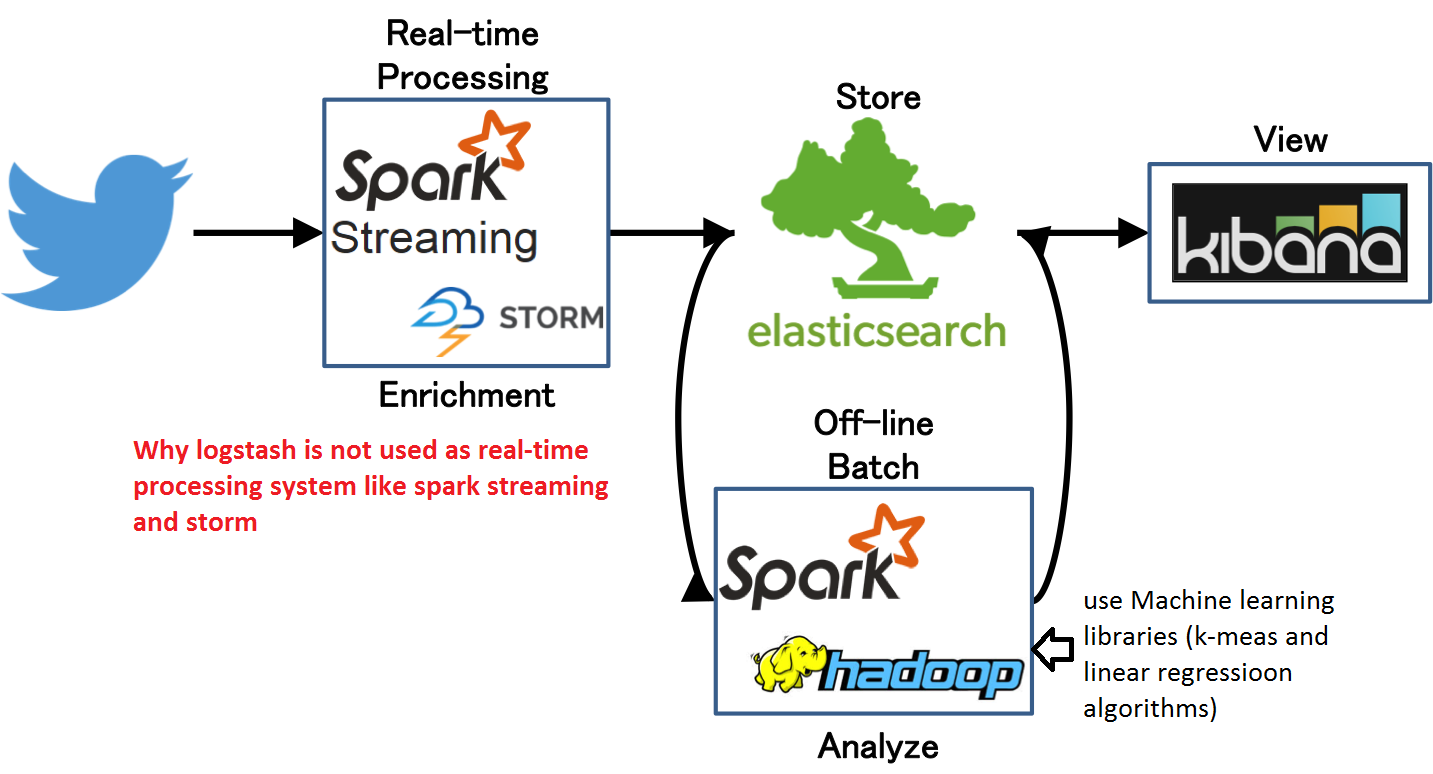 Real-time
Processing
Spark
Streaming
STORM
Enrichment
Why logstash is not used as real-time
processing system like spark streaming
and storm
Store
elasticsearch
View
kibana
Off-line
Batch
Spark
hadoop
Analyze
use Machine learning
libraries (k-meas and
linear regressioon
algorithms)